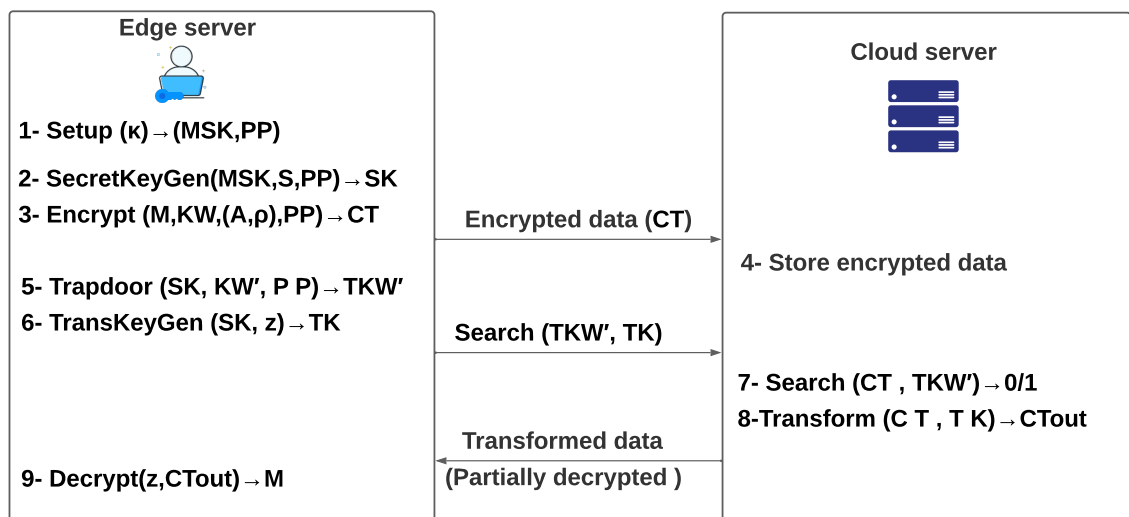 Edge server
1- Setup (κ)→(MSK,PP)
2- SecretKeyGen(MSK,S,PP)→SK
3- Encrypt (M,KW,(A,ρ),PP)→CT
5- Trapdoor (SK, KW′, P P)→TKW′
6- TransKeyGen (SK, z)→TK
9- Decrypt(z,CTout)→M
Encrypted data (CT)
Search (TKW′, TK)
Transformed data
(Partially decrypted )
Cloud server
4- Store encrypted data
7- Search (CT , TKW′)→0/1
8-Transform (C T , T K)→CTout